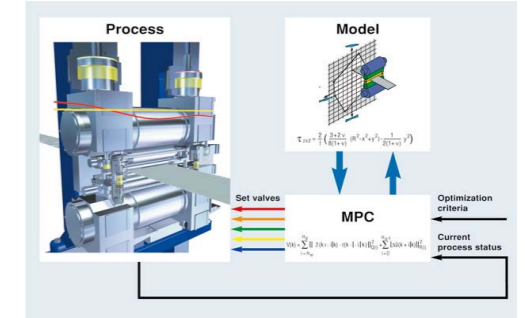 Process
Model
Set valves
MPC
Optimization
criteria
Current
process status